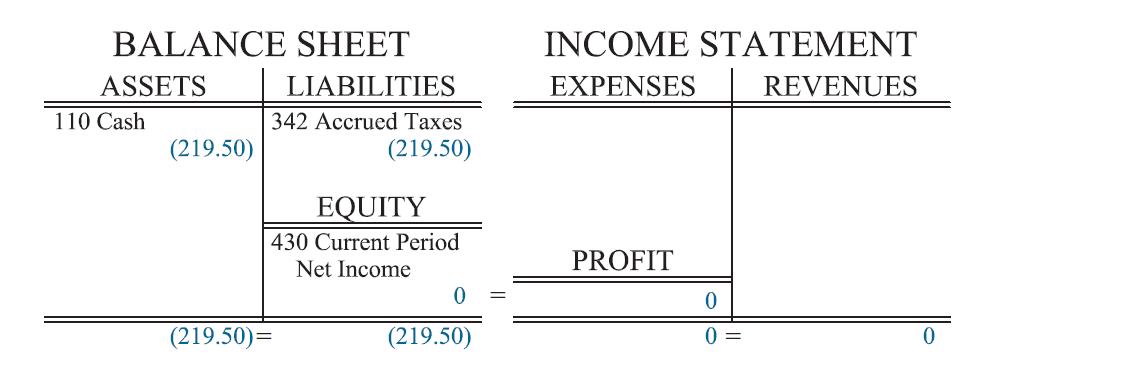 BALANCE SHEET INCOME STATEMENT
ASSETS LIABILITIES EXPENSES REVENUES
110 Cash 342 Accrued Taxes
(219.50) (219.50)
EQUITY
430 Current Period
Net Income
PROFIT
0 = 0
(219.50)= (219.50) 0 = 0